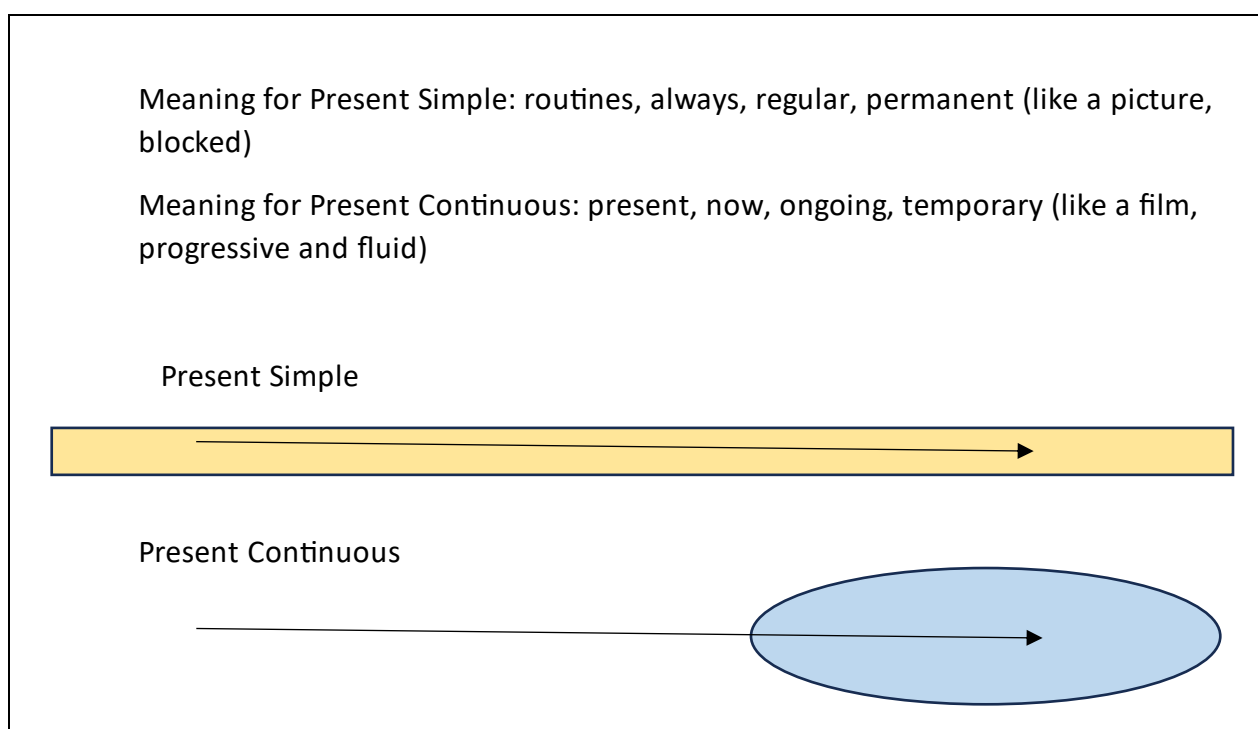 Meaning for Present Simple: routines, always, regular, permanent (like a picture,
blocked)
Meaning for Present Continuous: present, now, ongoing, temporary (like a film,
progressive and fluid)
Present Simple
Present Continuous